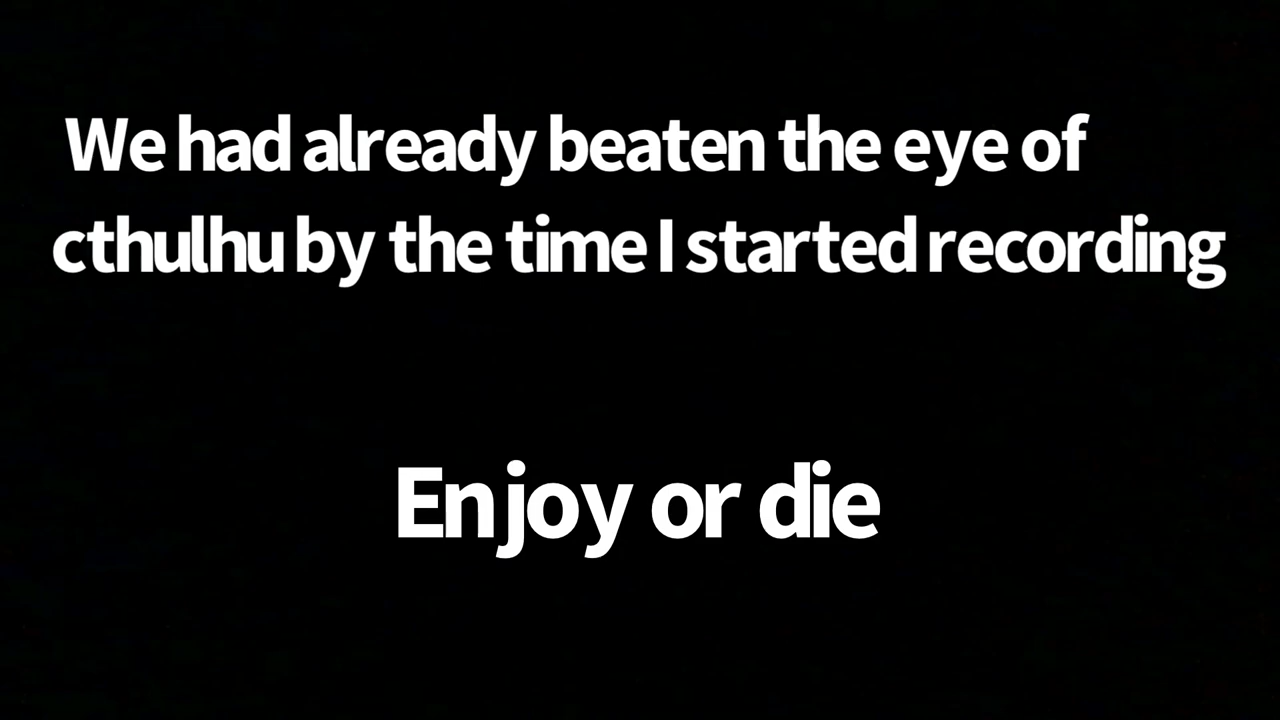 We had already beaten the eye of
cthulhu by the time I started recording
Enjoy or die